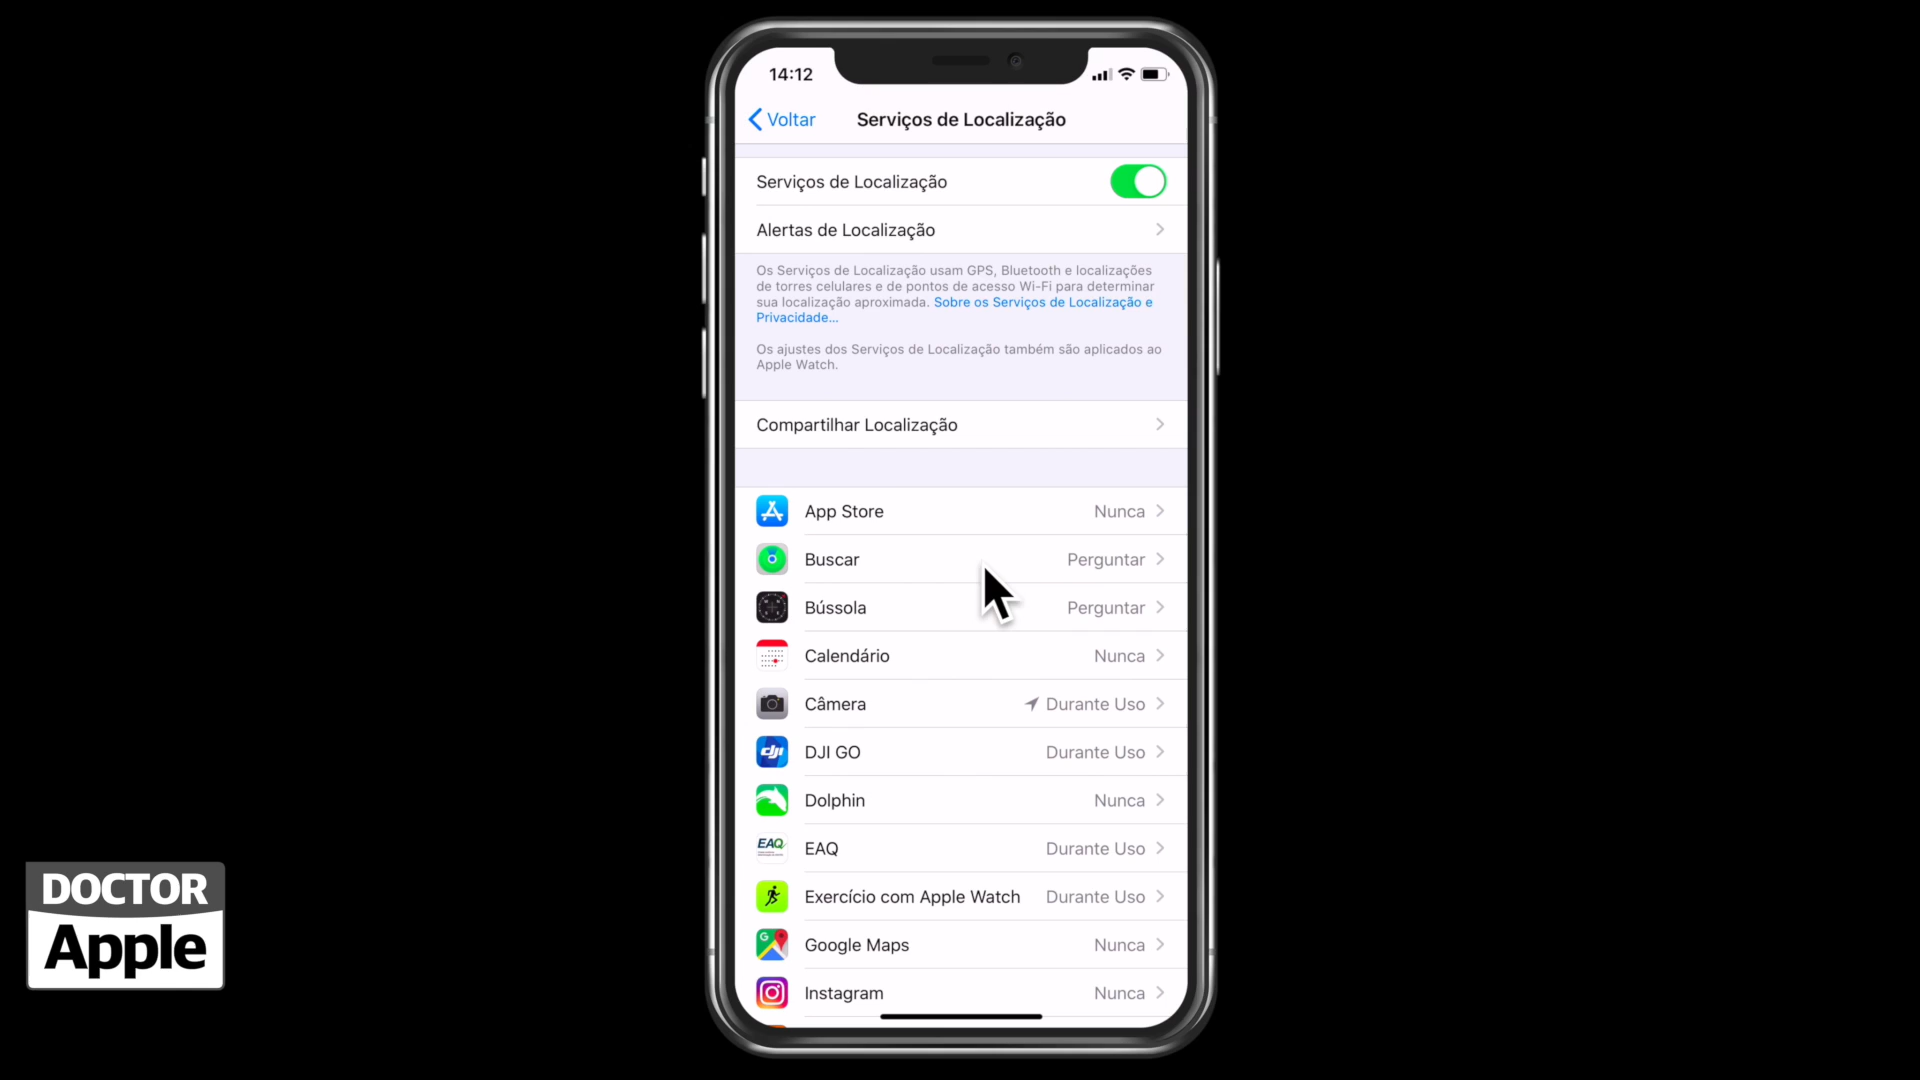 14:12
Voltar
Serviços de Localização
Serviços de Localização
Alertas de Localização
Os Serviços de Localização usam GPS, Bluetooth e localizações
de torres celulares e de pontos de acesso Wi-Fi para determinar
sua localização aproximada. Sobre os Serviços de Localização e
Privacidade...
Os ajustes dos Serviços de Localização também são aplicados ao
Apple Watch.
Compartilhar Localização
App Store Nunca
Buscar Perguntar
Bússola Perguntar
Calendário Nunca
Câmera Durante Uso
dji DJI GO Durante Uso
Dolphin Nunca
EAQ EAQ Durante Uso
Exercício com Apple Watch Durante Uso
G Google Maps Nunca
Instagram Nunca
DOCTOR
Apple